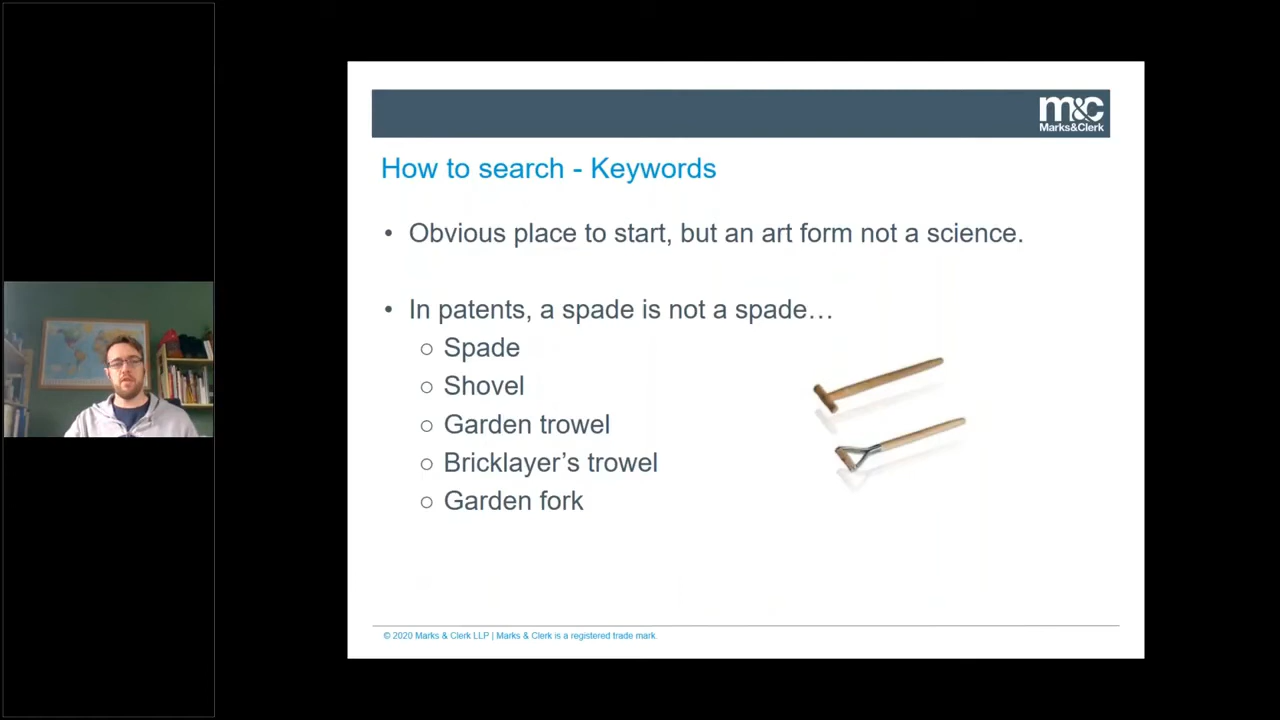 m&c
Marks&Clerk
How to search - Keywords
• Obvious place to start, but an art form not a science.
• In patents, a spade is not a spade…
○ Spade
○ Shovel
○ Garden trowel
○ Bricklayer’s trowel
○ Garden fork
© 2020 Marks & Clerk LLP | Marks & Clerk is a registered trade mark.